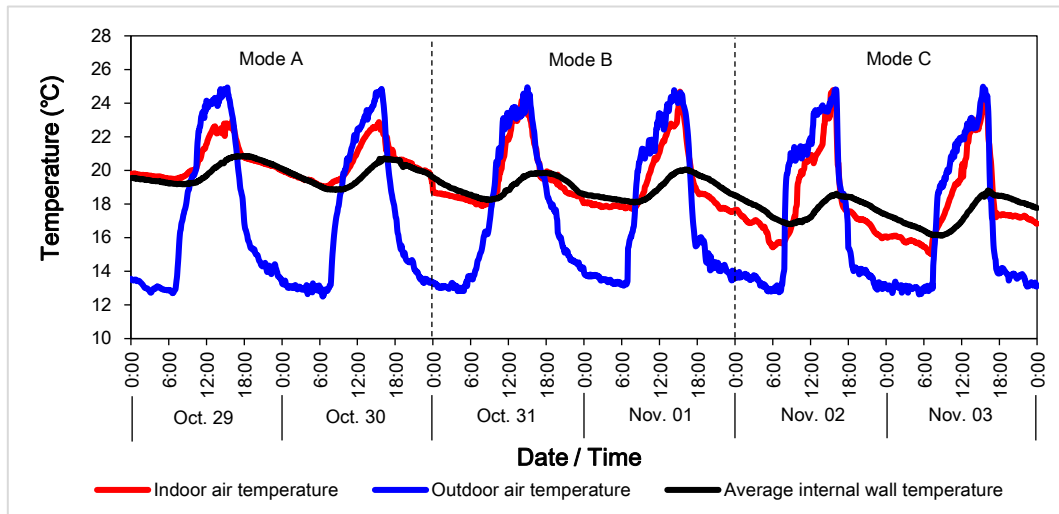 28
26
24
22
20
18
16
14
12
10
Temperature (°C)
Mode A
Mode B
Mode C
0:00 6:00 12:00 18:00 0:00 6:00 12:00 18:00 0:00 6:00 12:00 18:00 0:00 6:00 12:00 18:00 0:00 6:00 12:00 18:00 0:00 6:00 12:00 18:00 0:00
Oct. 29 Oct. 30 Oct. 31 Nov. 01 Nov. 02 Nov. 03
Date / Time
Indoor air temperature Outdoor air temperature Average internal wall temperature